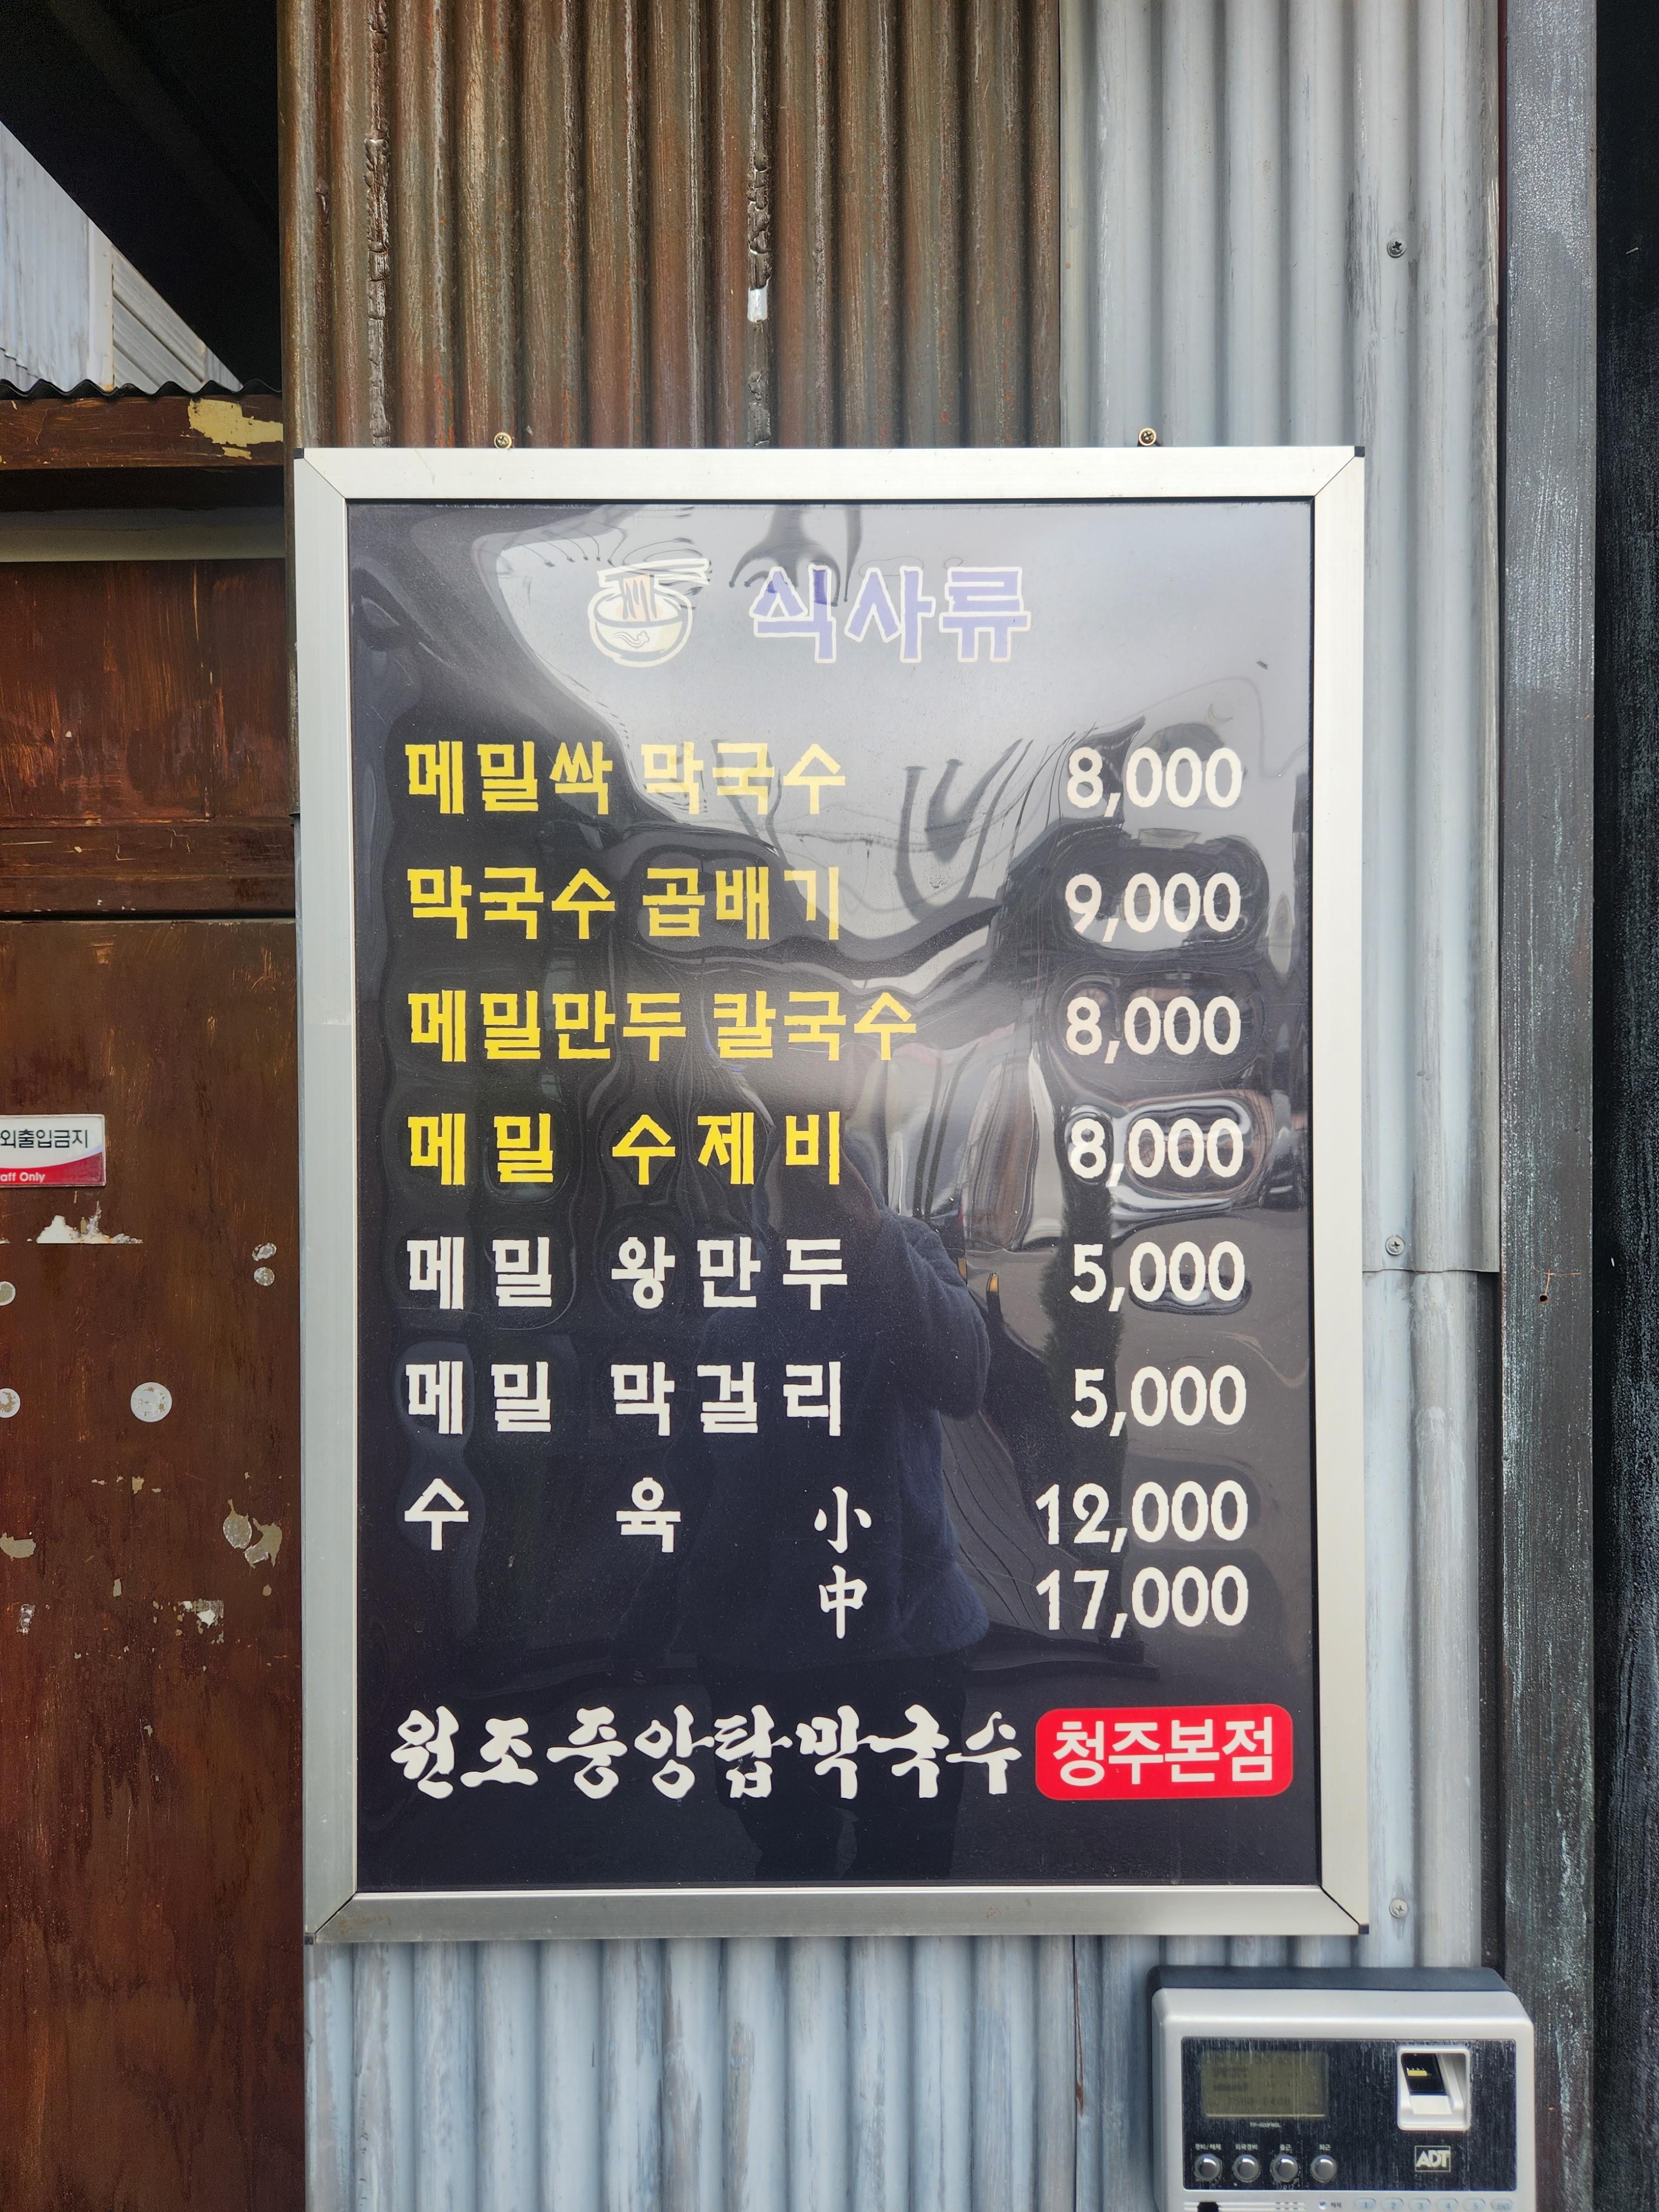 식사류
메밀싹 막국수 8,000
막국수 곱배기 9,000
메밀만두 칼국수 8,000
메밀 수제비 8,000
메밀 왕만두 5,000
메밀 막걸리 5,000
수육 小 12,000
中 17,000
원조중앙탑막국수 청주본점
외출입금지
Only
ADT